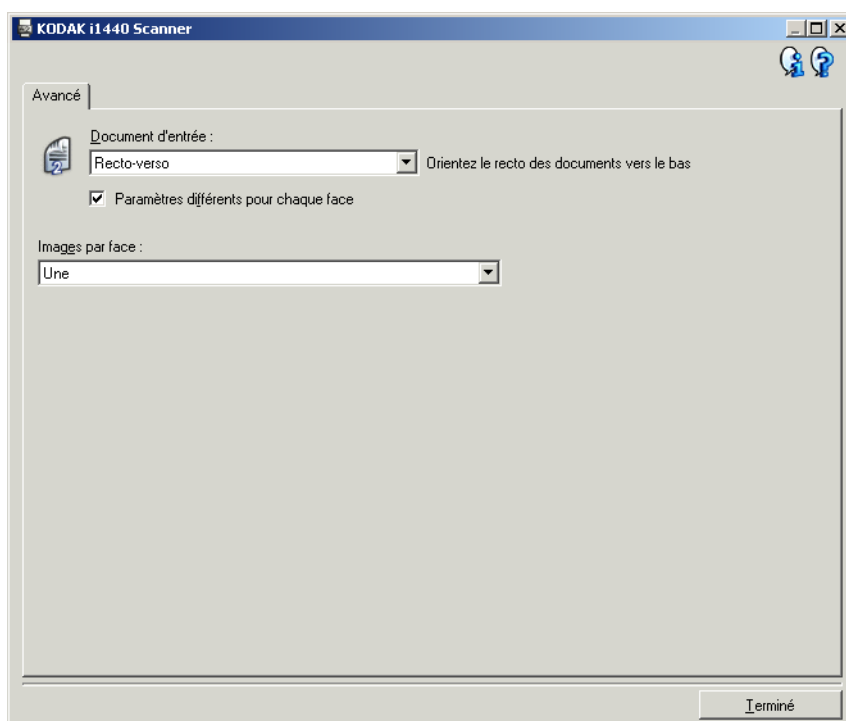 KODAK i1440 Scanner
Avancé
Document d'entrée :
Recto-verso
Orientez le recto des documents vers le bas
Paramètres différents pour chaque face
Images par face :
Une
Terminé